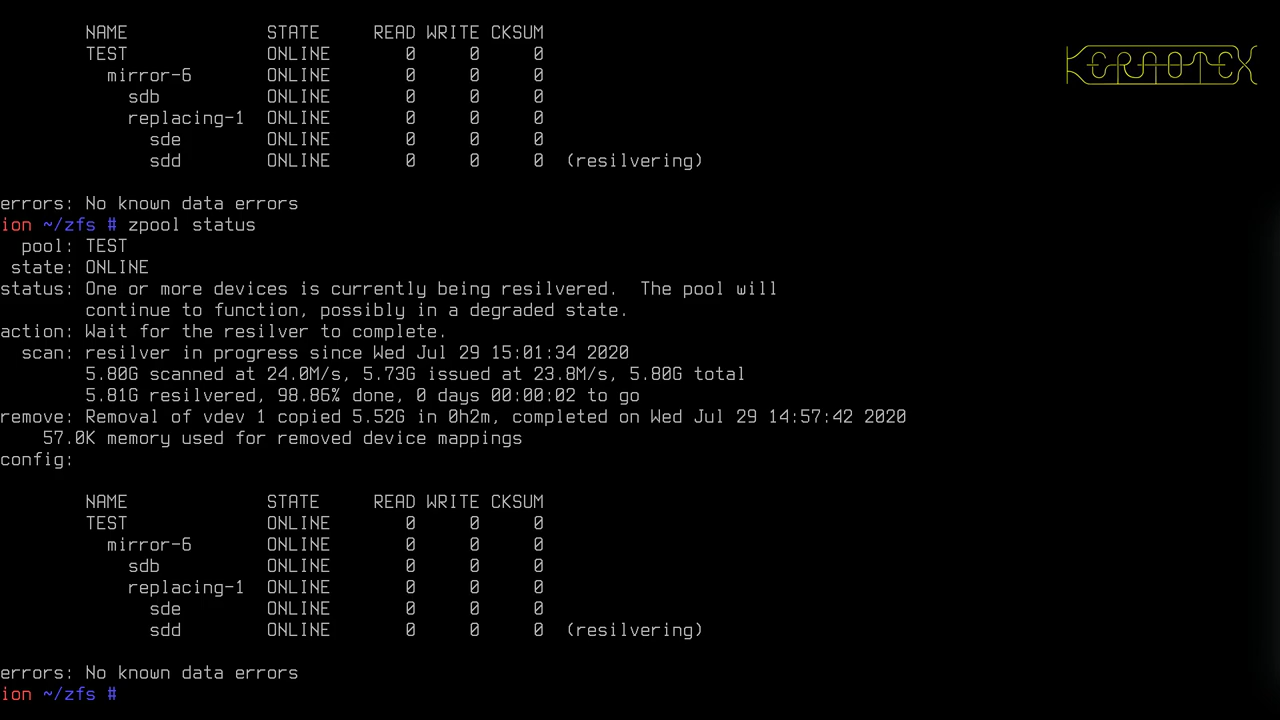 NAME STATE READ WRITE CKSUM
KERNOTEX
TEST ONLINE 0 0 0
mirror-6 ONLINE 0 0 0
sdb ONLINE 0 0 0
replacing-1 ONLINE 0 0 0
sde ONLINE 0 0 0
sdd ONLINE 0 0 0 (resilvering)
errors: No known data errors
ion ~/zfs # zpool status
pool: TEST
state: ONLINE
status: One or more devices is currently being resilvered. The pool will
continue to function, possibly in a degraded state.
action: Wait for the resilver to complete.
scan: resilver in progress since Wed Jul 29 15:01:34 2020
5.80G scanned at 24.0M/s, 5.73G issued at 23.8M/s, 5.80G total
5.81G resilvered, 98.86% done, 0 days 00:00:02 to go
remove: Removal of vdev 1 copied 5.52G in 0h2m, completed on Wed Jul 29 14:57:42 2020
57.0K memory used for removed device mappings
config:
NAME STATE READ WRITE CKSUM
TEST ONLINE 0 0 0
mirror-6 ONLINE 0 0 0
sdb ONLINE 0 0 0
replacing-1 ONLINE 0 0 0
sde ONLINE 0 0 0
sdd ONLINE 0 0 0 (resilvering)
errors: No known data errors
ion ~/zfs #